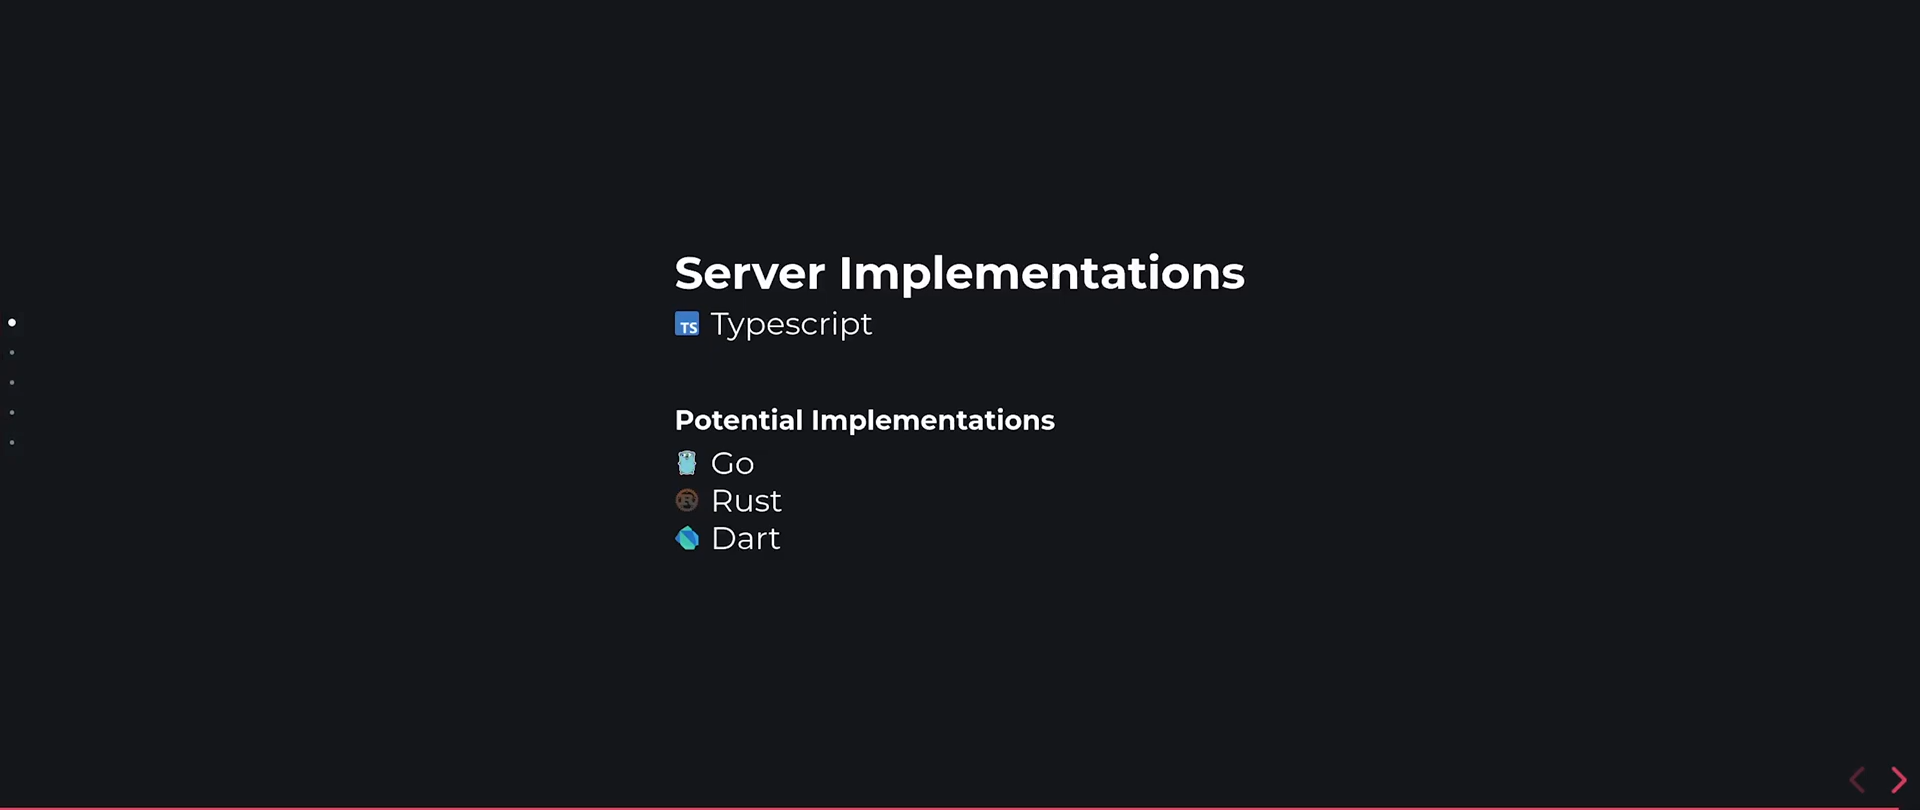 Server Implementations
TS Typescript
Potential Implementations
Go
Rust
Dart